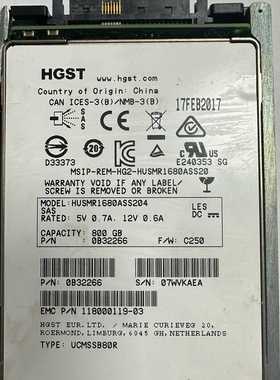 HGST
www.hgst.com
Country of Origin: China
CAN ICES-3(B)/NMB-3(B)
17FEB2017
SAS
20
D33373
E240353 SG
MSIP-REM-HG2-HUSMR1680ASS20
WARRANTY VOID IF ANY LABEL /
SCREW IS REMOVED OR BROKEN.
MODEL:HUSMR1680ASS204
SAS
RATED: 5V 0.7A, 12V 0.6A
LES
DC
CAPACITY: 800 GB
P/N: 0B32266
F/W: C250
P/N: 0B32266
S/N: 07WVKAEA
EMC P/N 118000119-03
HGST EUR.LTD. / MARIE CURIEVEG 20,
ROERMOND, LIMBURG, 6045 GH, NETHERLANDS
TYPE: UCMSSB80R